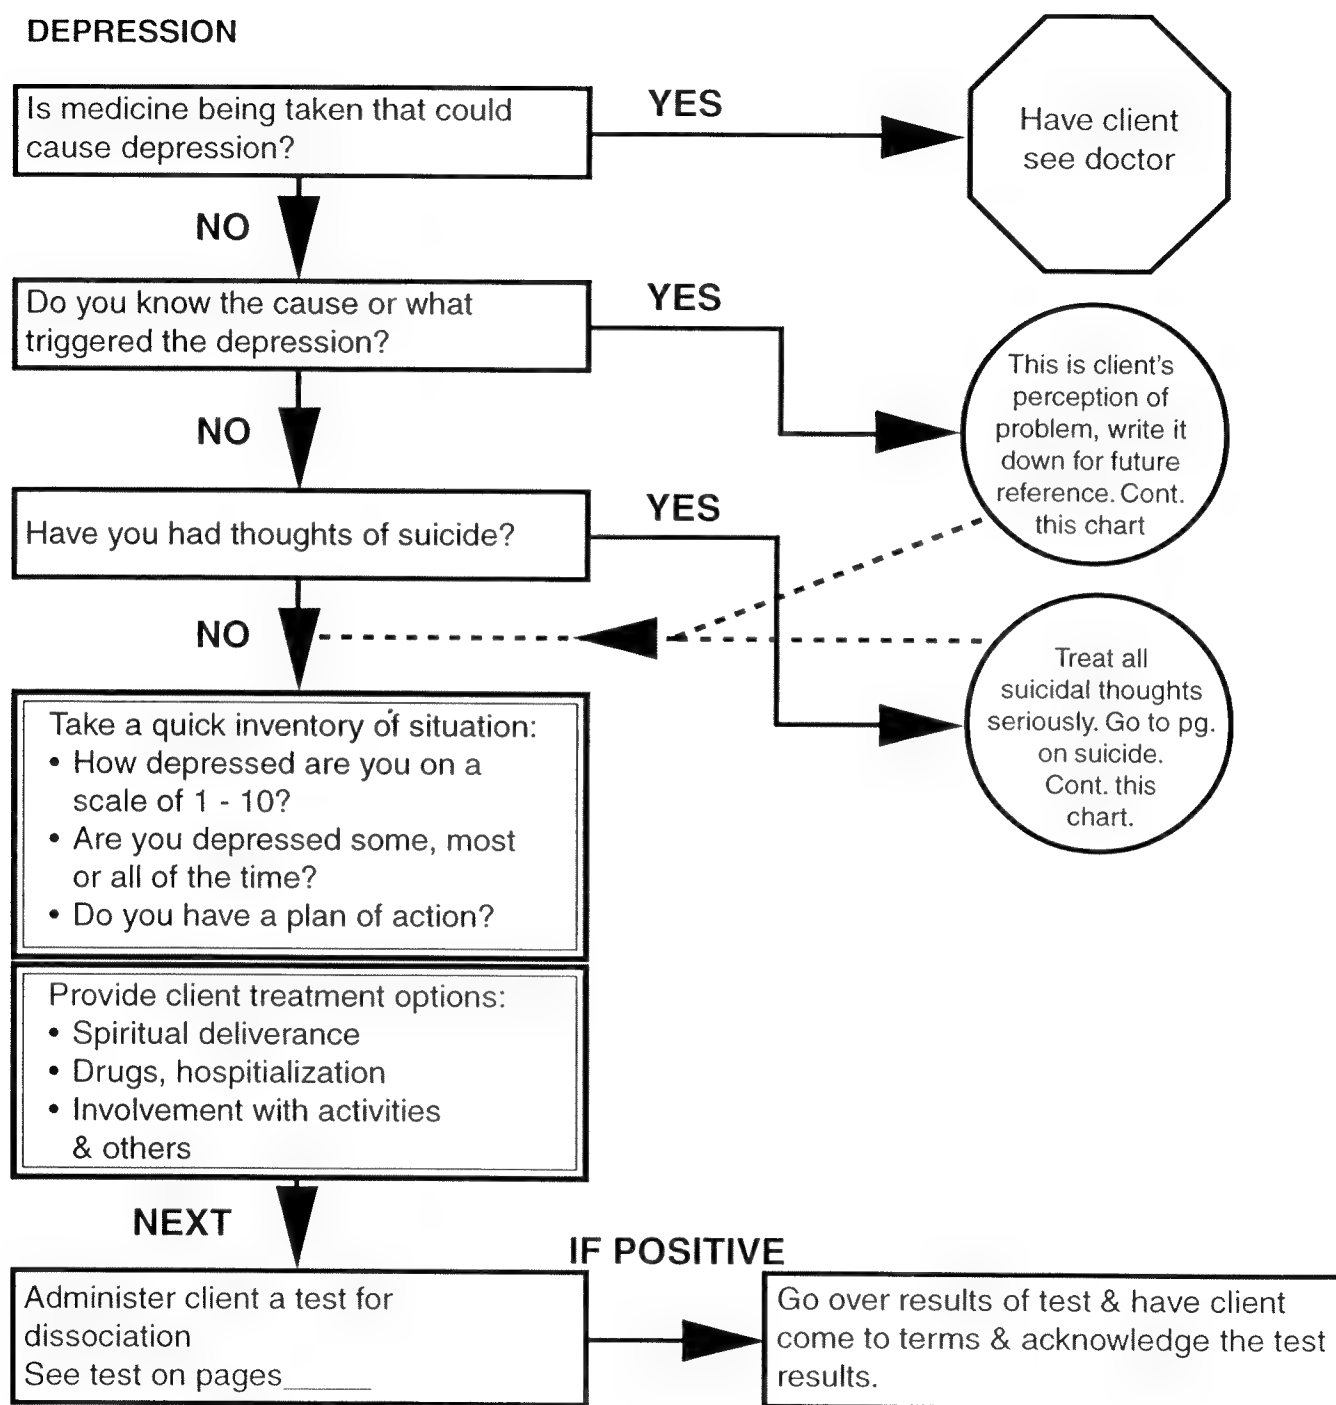 DEPRESSION
Is medicine being taken that could
cause depression?
YES
Have client
see doctor
NO
Do you know the cause or what
triggered the depression?
YES
This is client's
perception of
problem, write it
down for future
reference. Cont.
this chart
NO
Have you had thoughts of suicide?
YES
Treat all
suicidal thoughts
seriously. Go to pg.
on suicide.
Cont. this
chart.
NO
Take a quick inventory of situation:
• How depressed are you on a
scale of 1 - 10?
• Are you depressed some, most
or all of the time?
• Do you have a plan of action?
Provide client treatment options:
• Spiritual deliverance
• Drugs, hospitialization
• Involvement with activities
& others
NEXT
Administer client a test for
dissociation
See test on pages_____
IF POSITIVE
Go over results of test & have client
come to terms & acknowledge the test
results.